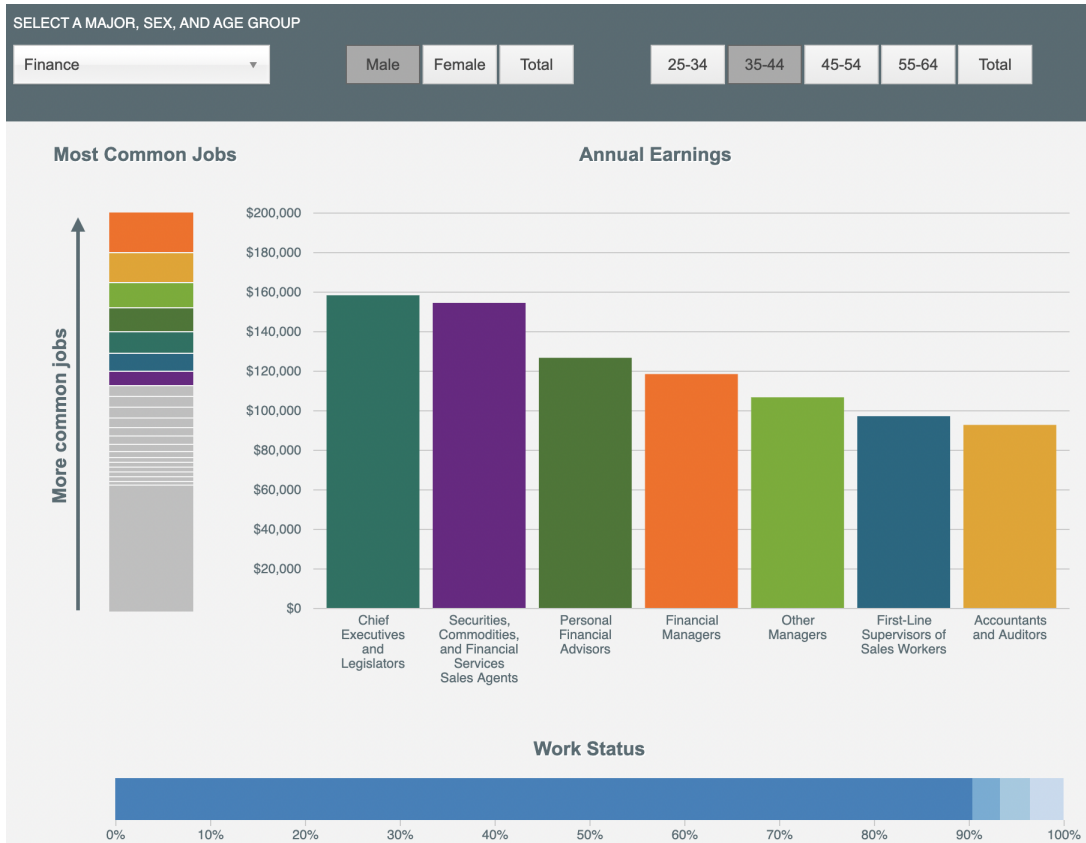 SELECT A MAJOR, SEX, AND AGE GROUP
Finance
Male
Female
Total
25-34
35-44
45-54
55-64
Total
Most Common Jobs
Annual Earnings
More common jobs
$200,000
$180,000
$160,000
$140,000
$120,000
$100,000
$80,000
$60,000
$40,000
$20,000
$0
Chief
Executives
and
Legislators
Securities,
Commodities,
and Financial
Services
Sales Agents
Personal
Financial
Advisors
Financial
Managers
Other
Managers
First-Line
Supervisors of
Sales Workers
Accountants
and Auditors
Work Status
0%
10%
20%
30%
40%
50%
60%
70%
80%
90%
100%